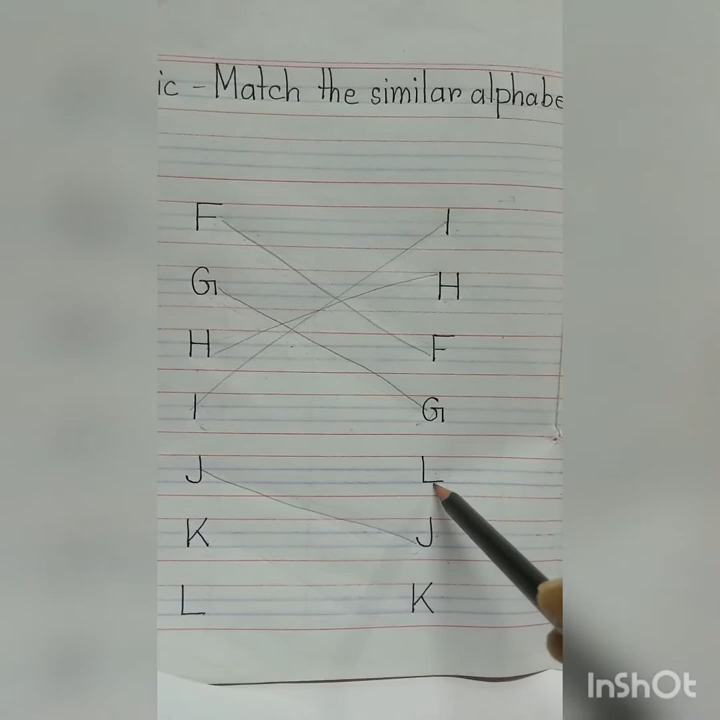 ic - Match the similar alphabe
F I
G H
H F
I G
J L
K J
L K
InShOt